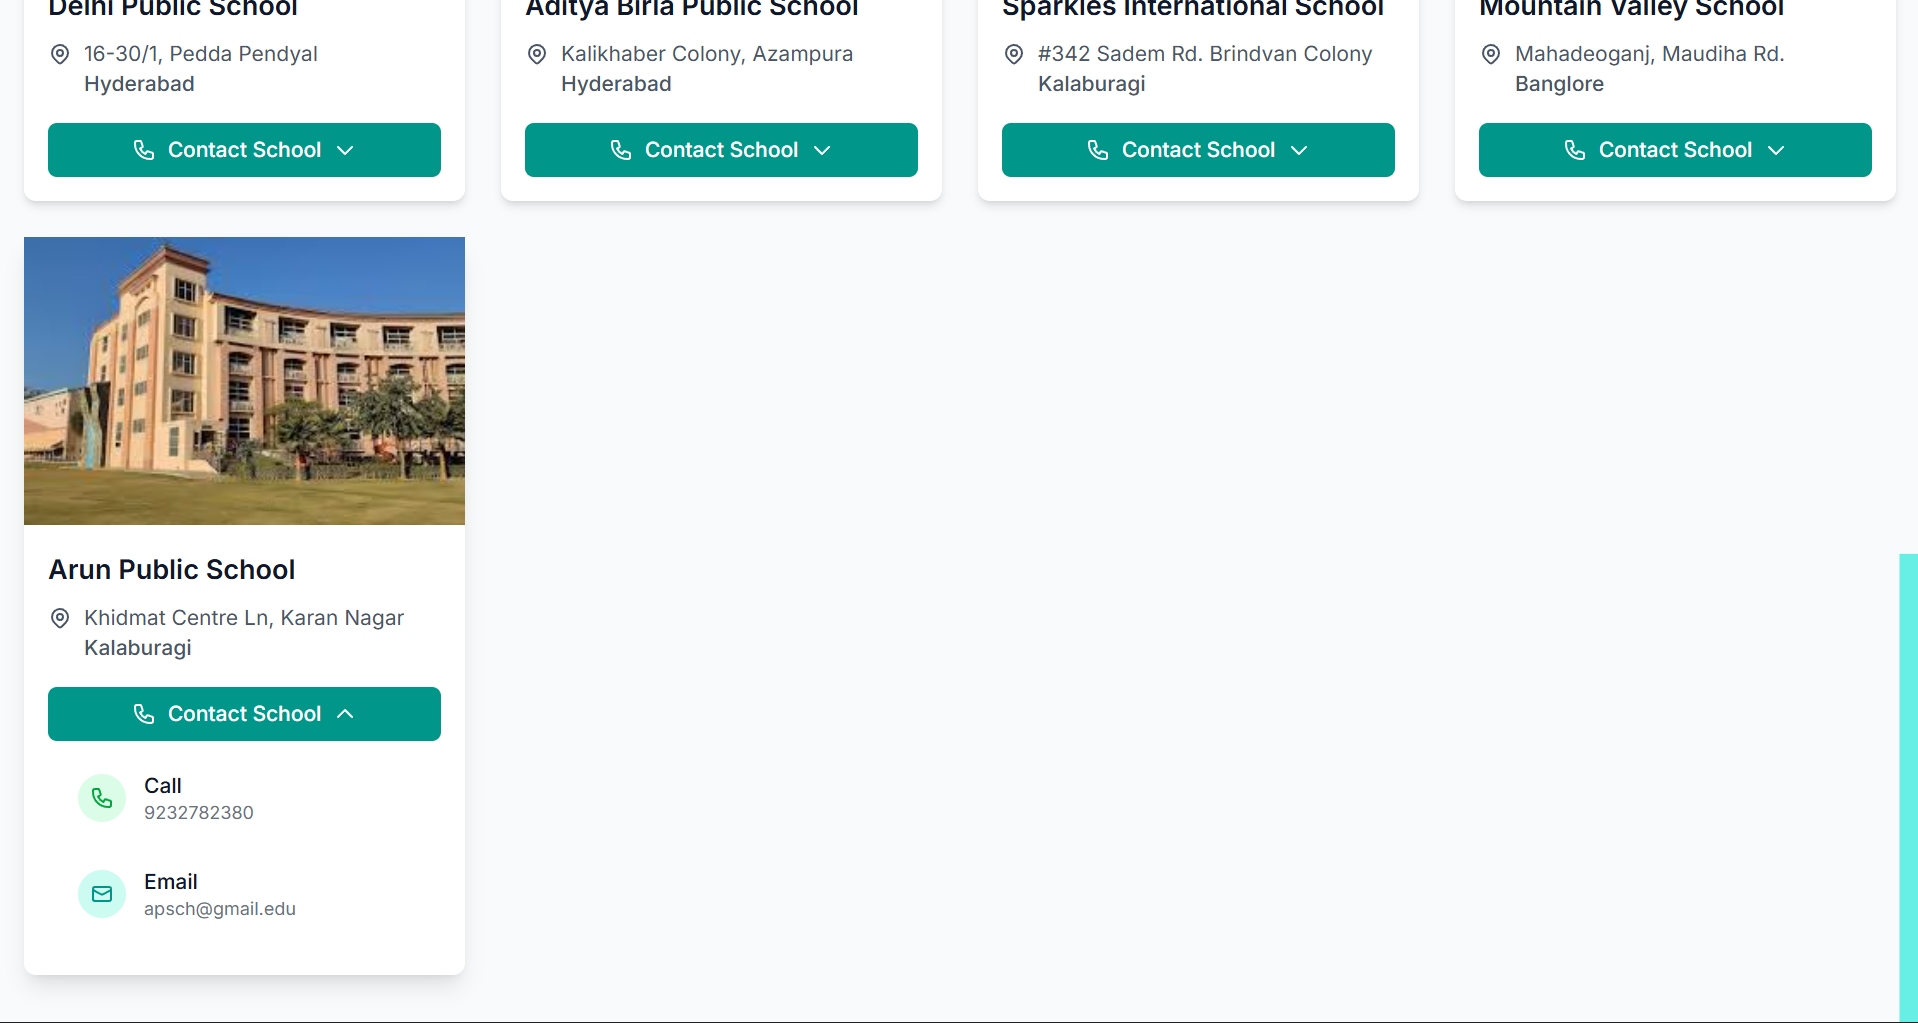 Delhi Public School
16-30/1, Pedda Pendyal
Hyderabad
Contact School
Aditya Birla Public School
Kalikhaber Colony, Azampura
Hyderabad
Contact School
Sparkles International School
#342 Sadem Rd. Brindvan Colony
Kalaburagi
Contact School
Mountain Valley School
Mahadeoganj, Maudiha Rd.
Banglore
Contact School
Arun Public School
Khidmat Centre Ln, Karan Nagar
Kalaburagi
Contact School
Call
9232782380
Email
apsch@gmail.edu